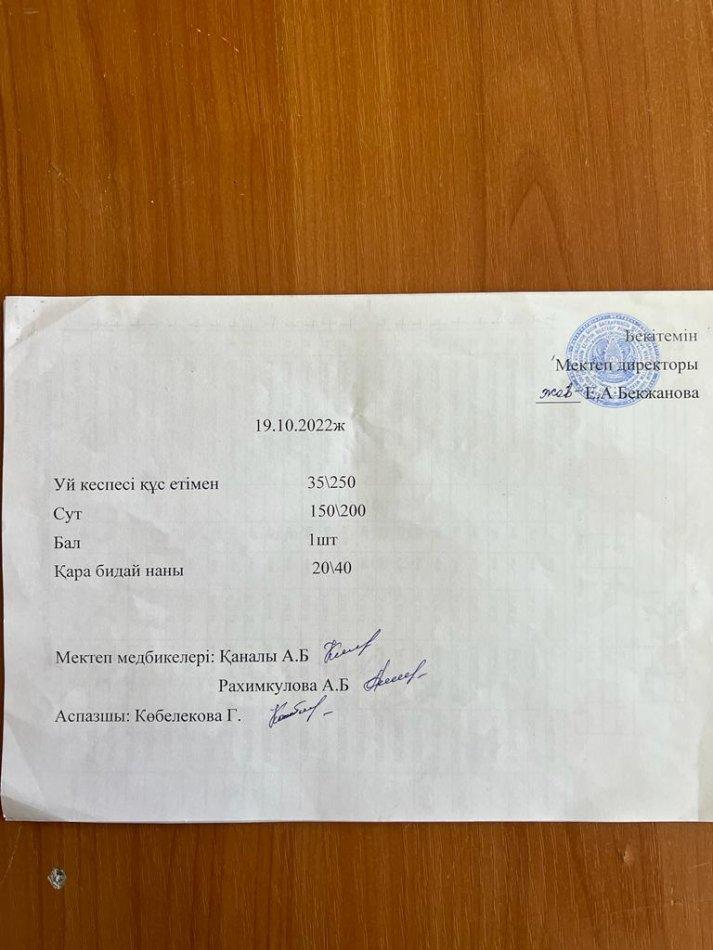 Бекітемін
Мектеп директоры
Е.А Бекжанова
19.10.2022ж
Уй кеспесі құс етімен 35\250
Сут 150\200
Бал 1шт
Қара бидай наны 20\40
Мектеп медбикелері: Қаналы А.Б
Рахимкулова А.Б
Аспазшы: Көбелекова Г.